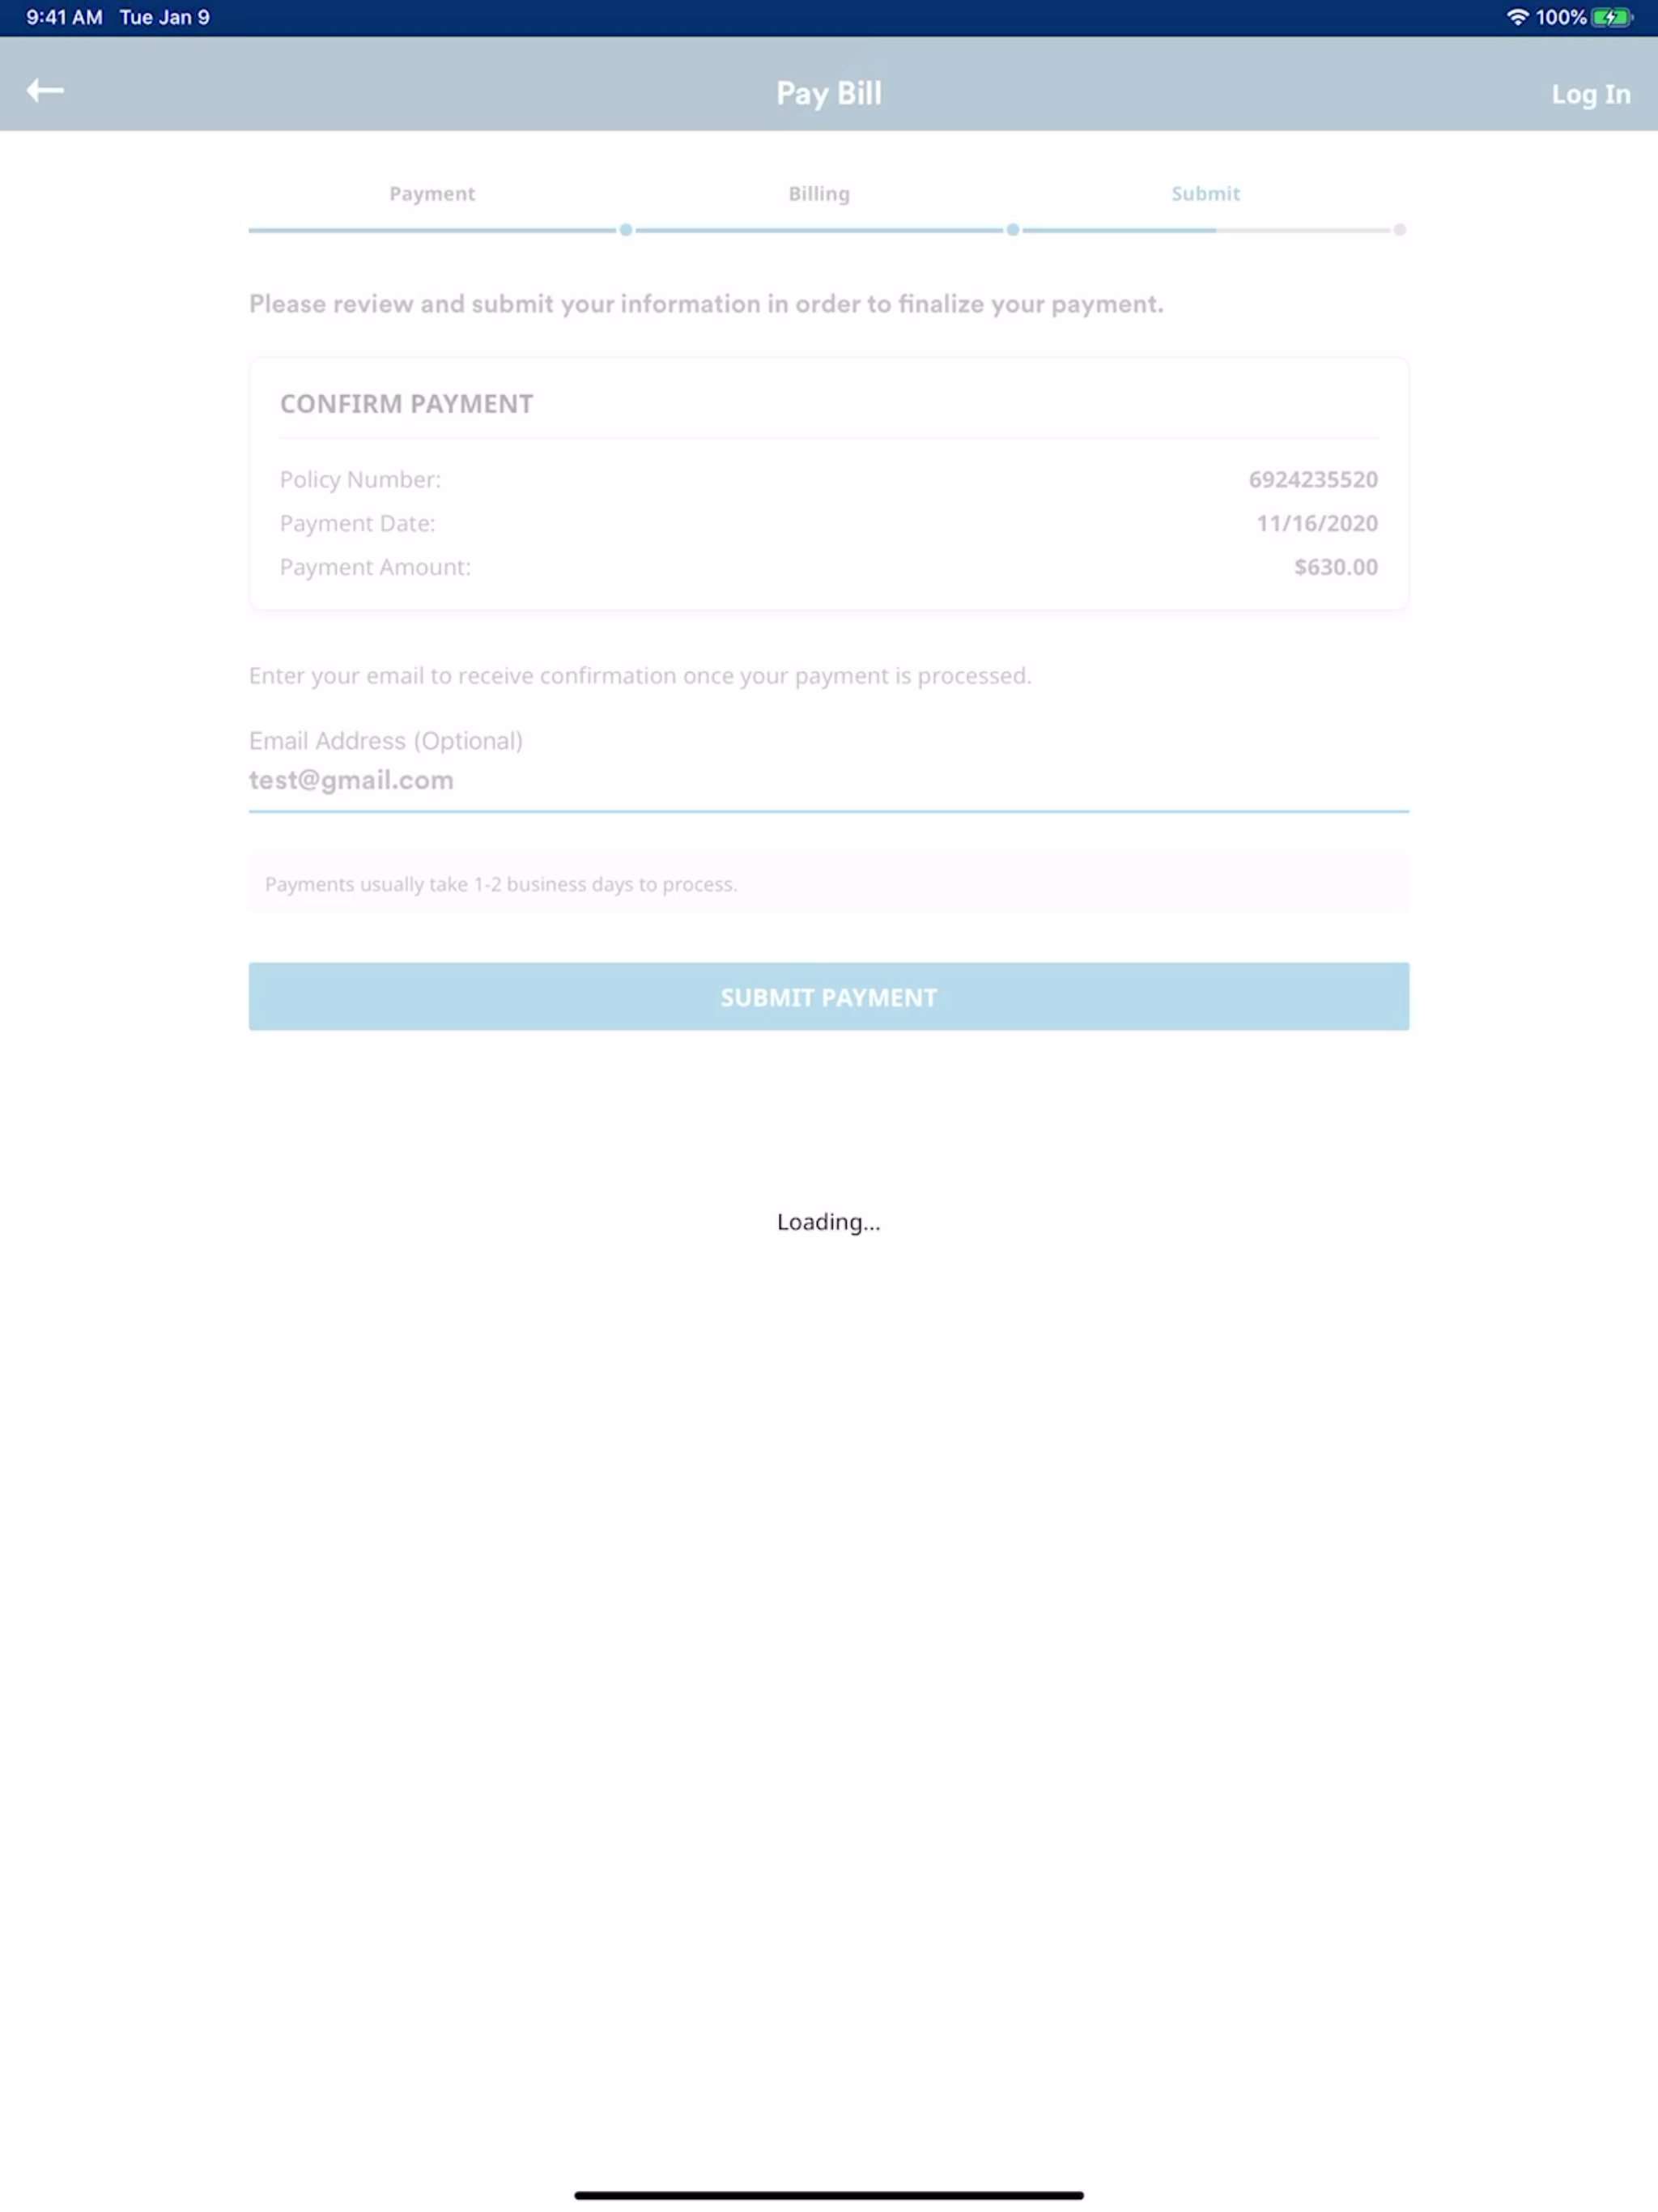 9:41 AM Tue Jan 9 100%
Pay Bill Log In
Payment Billing Submit
Please review and submit your information in order to finalize your payment.
CONFIRM PAYMENT
Policy Number: 6924235520
Payment Date: 11/16/2020
Payment Amount: $630.00
Enter your email to receive confirmation once your payment is processed.
Email Address (Optional)
test@gmail.com
Payments usually take 1-2 business days to process.
SUBMIT PAYMENT
Loading...